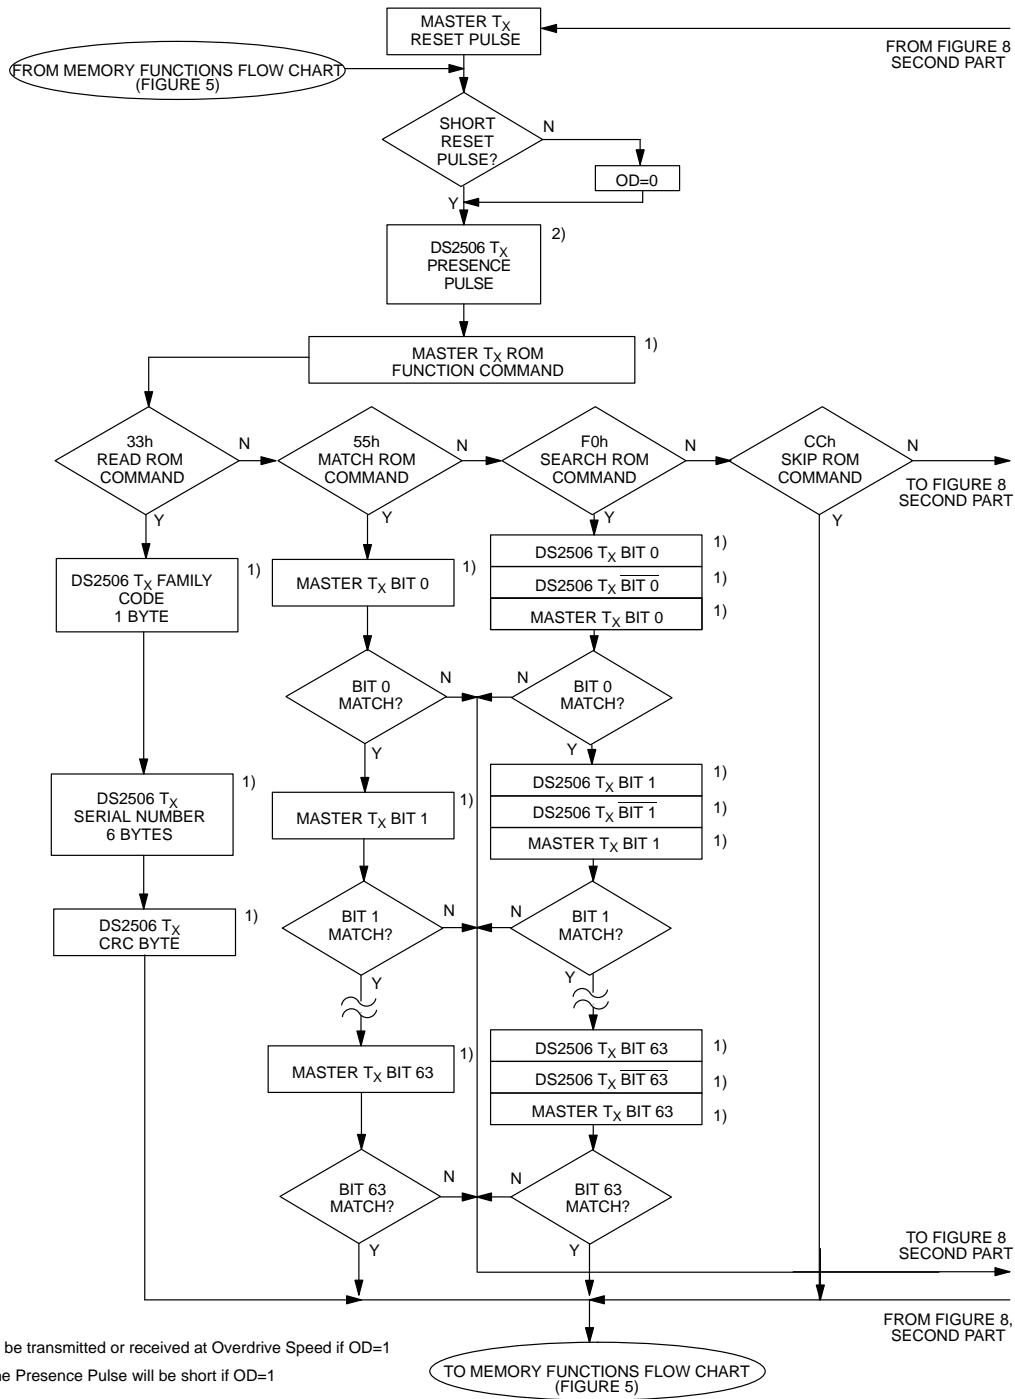 MASTER TX
RESET PULSE
FROM FIGURE 8
SECOND PART
FROM MEMORY FUNCTIONS FLOW CHART
(FIGURE 5)
SHORT
RESET
PULSE?
N
OD=0
Y
DS2506 TX
PRESENCE
PULSE
2)
MASTER TX ROM
FUNCTION COMMAND
1)
33h
READ ROM
COMMAND
N
Y
55h
MATCH ROM
COMMAND
N
Y
F0h
SEARCH ROM
COMMAND
N
Y
CCh
SKIP ROM
COMMAND
N
Y
TO FIGURE 8
SECOND PART
DS2506 TX FAMILY
CODE
1 BYTE
1)
MASTER TX BIT 0
1)
DS2506 TX BIT 0
1)
DS2506 TX B̅I̅T̅ ̅0̅
1)
MASTER TX BIT 0
1)
BIT 0
MATCH?
N
Y
N
BIT 0
MATCH?
Y
DS2506 TX
SERIAL NUMBER
6 BYTES
1)
MASTER TX BIT 1
1)
DS2506 TX BIT 1
1)
DS2506 TX B̅I̅T̅ ̅1̅
1)
MASTER TX BIT 1
1)
DS2506 TX
CRC BYTE
1)
BIT 1
MATCH?
N
Y
N
BIT 1
MATCH?
Y
MASTER TX BIT 63
1)
DS2506 TX BIT 63
1)
DS2506 TX B̅I̅T̅ ̅6̅3̅
1)
MASTER TX BIT 63
1)
BIT 63
MATCH?
N
Y
N
BIT 63
MATCH?
Y
TO FIGURE 8
SECOND PART
FROM FIGURE 8,
SECOND PART
be transmitted or received at Overdrive Speed if OD=1
Presence Pulse will be short if OD=1
TO MEMORY FUNCTIONS FLOW CHART
(FIGURE 5)